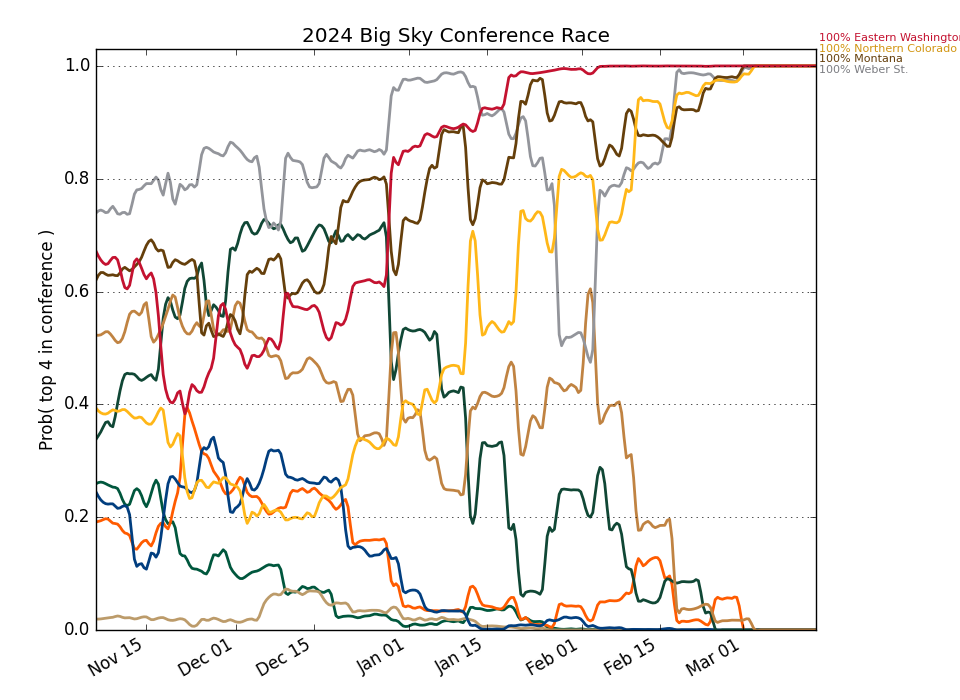 2024 Big Sky Conference Race
100% Eastern Washington
100% Northern Colorado
100% Montana
100% Weber St.
Prob( top 4 in conference )
1.0
0.8
0.6
0.4
0.2
0.0
Nov 15
Dec 01
Dec 15
Jan 01
Jan 15
Feb 01
Feb 15
Mar 01